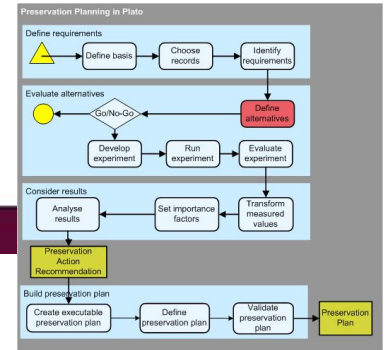 Preservation Planning in Plato
Define requirements
Define basis
Choose
records
Identify
requirements
Evaluate alternatives
Go/No-Go
Define
alternatives
Develop
experiment
Run
experiment
Evaluate
experiment
Consider results
Analyse
results
Set importance
factors
Transform
measured
values
Preservation
Action
Recommendation
Build preservation plan
Create executable
preservation plan
Define
preservation plan
Validate
preservation
plan
Preservation
Plan